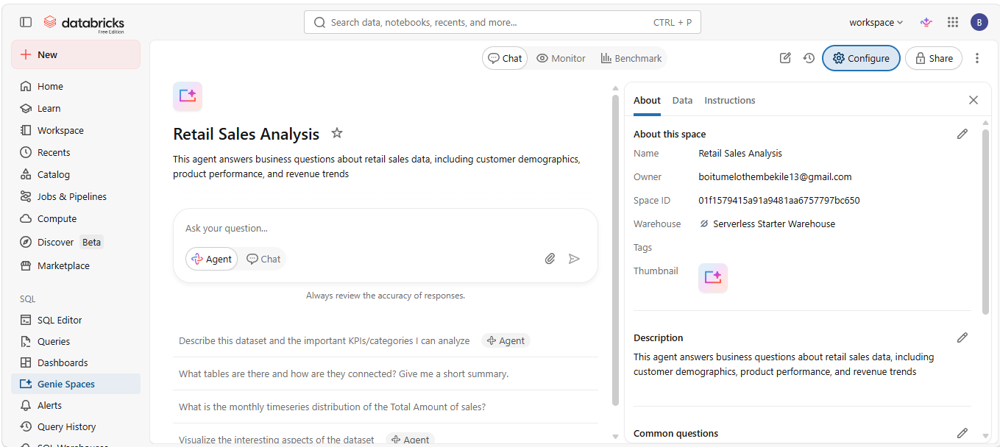 databricks
Free Edition
Search data, notebooks, recents, and more... CTRL + P
workspace
B
New
Home
Learn
Workspace
Recents
Catalog
Jobs & Pipelines
Compute
Discover Beta
Marketplace
SQL
SQL Editor
Queries
Dashboards
Genie Spaces
Alerts
Query History
SQL Warehouses
Chat Monitor Benchmark
Configure Share
Retail Sales Analysis
This agent answers business questions about retail sales data, including customer demographics,
product performance, and revenue trends
Ask your question...
Agent Chat
Always review the accuracy of responses.
Describe this dataset and the important KPIs/categories I can analyze Agent
What tables are there and how are they connected? Give me a short summary.
What is the monthly timeseries distribution of the Total Amount of sales?
Visualize the interesting aspects of the dataset Agent
About Data Instructions
About this space
Name Retail Sales Analysis
Owner boitumelothembekile13@gmail.com
Space ID 01f1579415a91a9481aa6757797bc650
Warehouse Serverless Starter Warehouse
Tags
Thumbnail
Description
This agent answers business questions about retail sales data, including
customer demographics, product performance, and revenue trends
Common questions